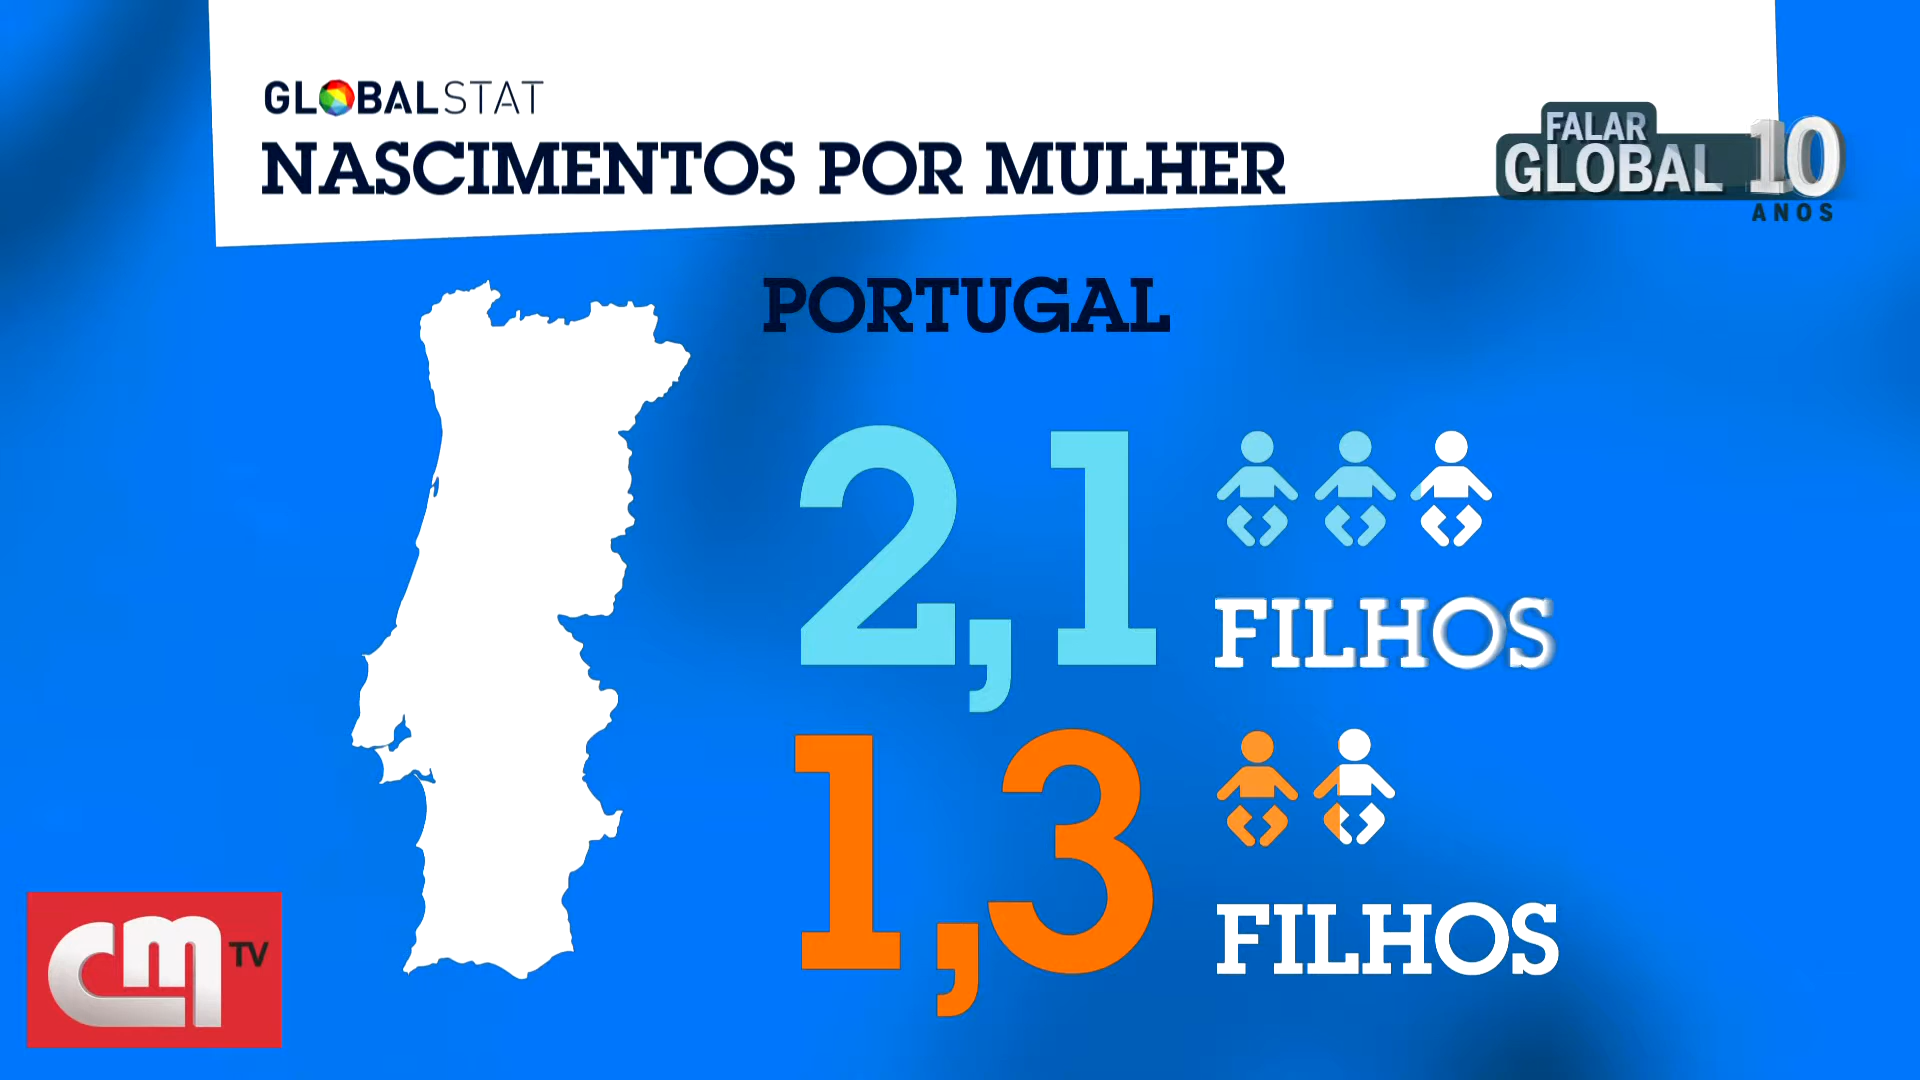 GLOBALSTAT
NASCIMENTOS POR MULHER
FALAR
GLOBAL 10
ANOS
PORTUGAL
2,1
FILHOS
1,3
FILHOS
CM TV